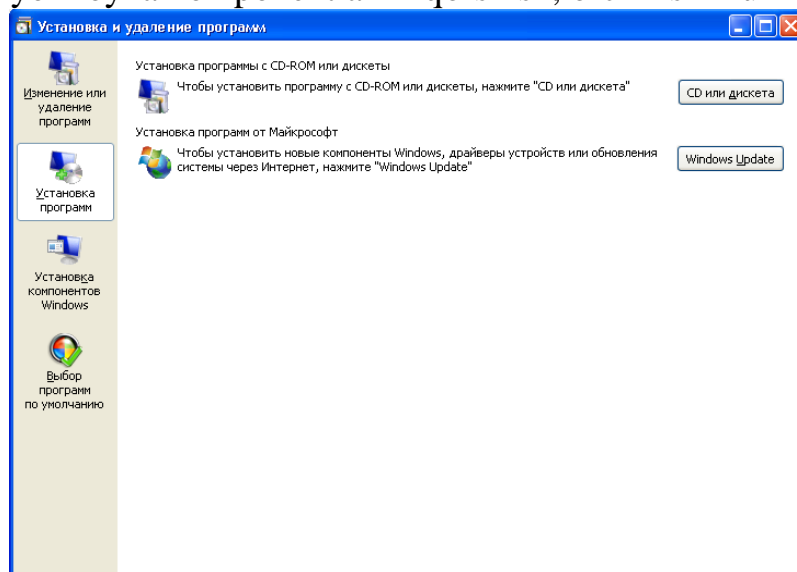 Установка и удаление программ
Изменение или
удаление
программ
Установка
программ
Установка
компонентов
Windows
Выбор
программ
по умолчанию
Установка программы с CD-ROM или дискеты
Чтобы установить программу с CD-ROM или дискеты, нажмите "CD или дискета"
CD или дискета
Установка программ от Майкрософт
Чтобы установить новые компоненты Windows, драйверы устройств или обновления
системы через Интернет, нажмите "Windows Update"
Windows Update